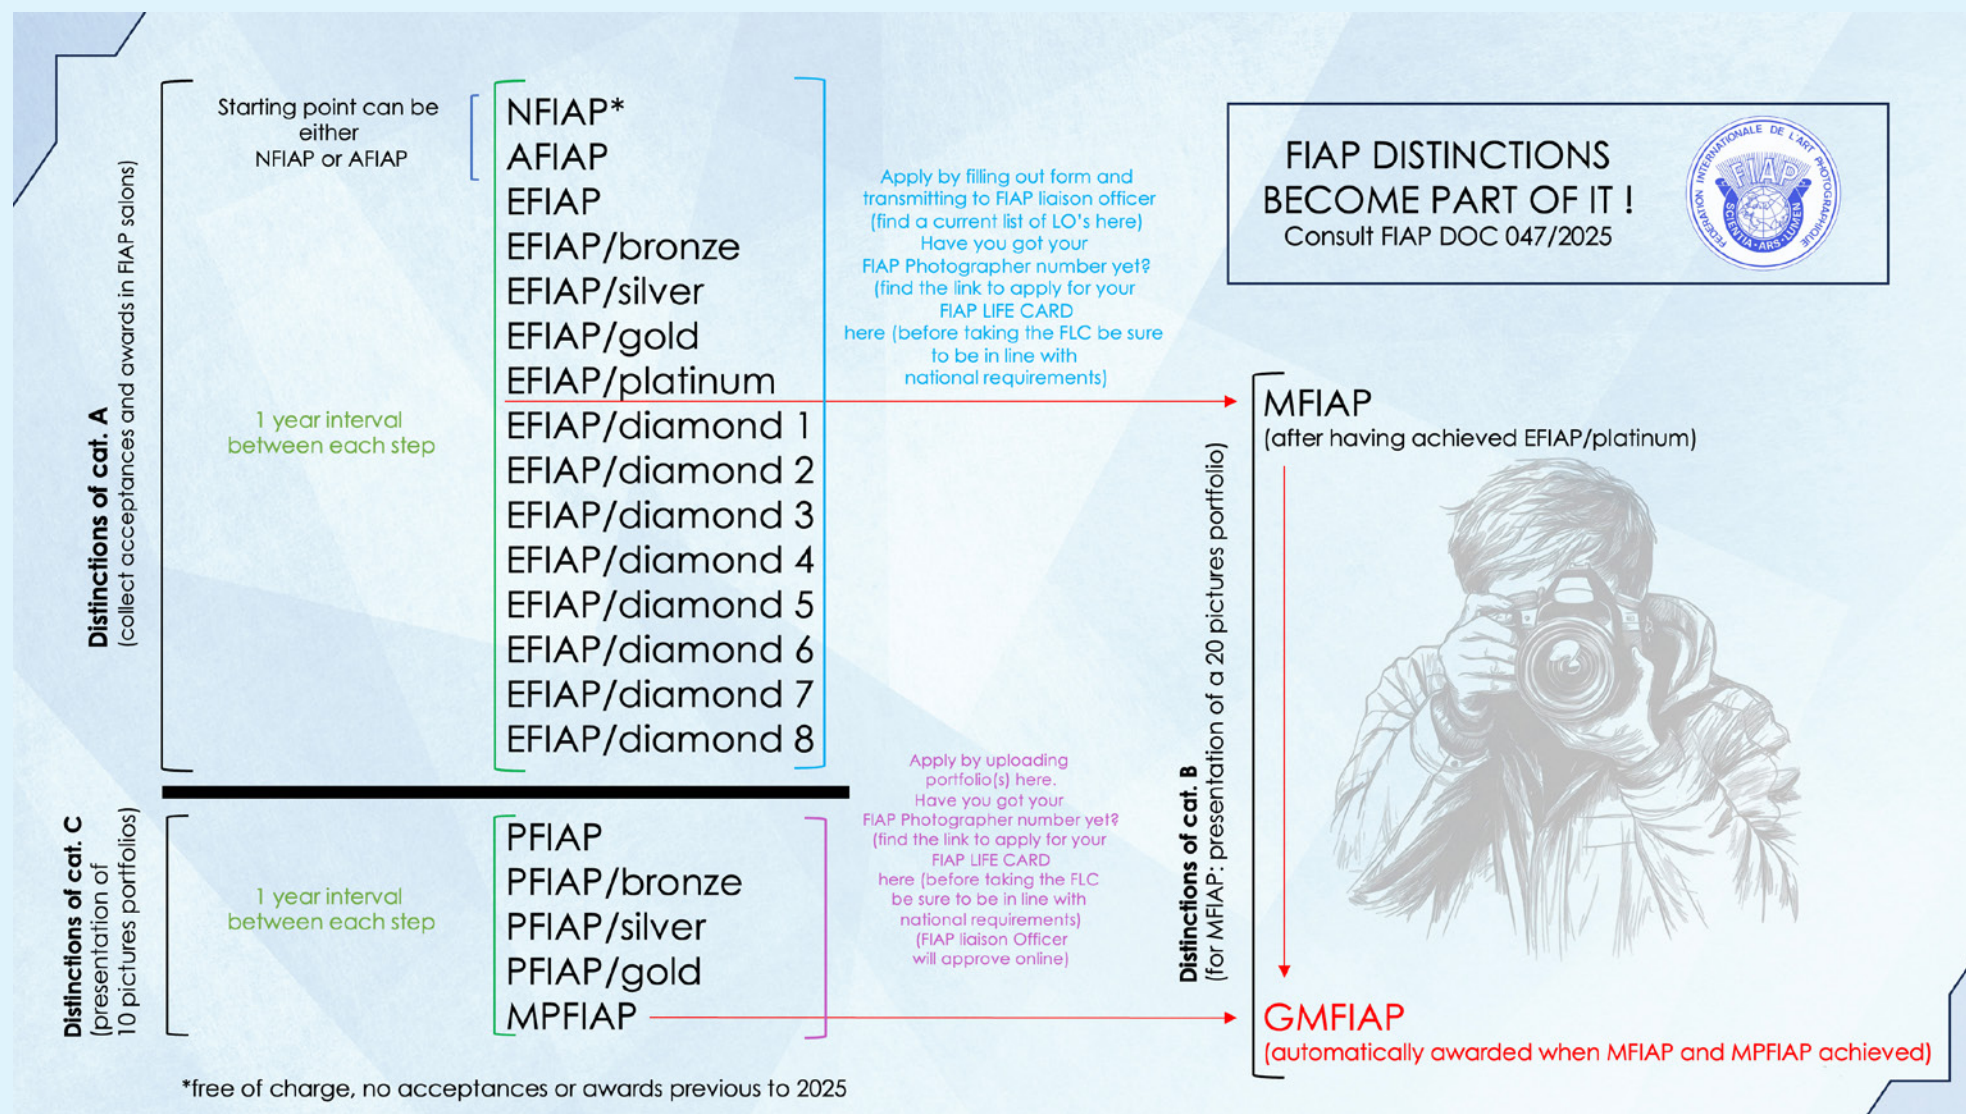 Distinctions of cat. A
(collect acceptances and awards in FIAP salons)
Starting point can be
either
NFIAP or AFIAP
1 year interval
between each step
NFIAP*
AFIAP
EFIAP
EFIAP/bronze
EFIAP/silver
EFIAP/gold
EFIAP/platinum
EFIAP/diamond 1
EFIAP/diamond 2
EFIAP/diamond 3
EFIAP/diamond 4
EFIAP/diamond 5
EFIAP/diamond 6
EFIAP/diamond 7
EFIAP/diamond 8
Apply by filling out form and
transmitting to FIAP liaison officer
(find a current list of LO's here)
Have you got your
FIAP Photographer number yet?
(find the link to apply for your
FIAP LIFE CARD
here (before taking the FLC be sure
to be in line with
national requirements)
FIAP DISTINCTIONS
BECOME PART OF IT !
Consult FIAP DOC 047/2025
FEDERATION INTERNATIONALE DE L'ART PHOTOGRAPHIQUE
FIAP
SCIENTIA - ARS - LUMEN
Distinctions of cat. C
(presentation of
10 pictures portfolios)
1 year interval
between each step
PFIAP
PFIAP/bronze
PFIAP/silver
PFIAP/gold
MPFIAP
Apply by uploading
portfolio(s) here.
Have you got your
FIAP Photographer number yet?
(find the link to apply for your
FIAP LIFE CARD
here (before taking the FLC
be sure to be in line with
national requirements)
(FIAP liaison Officer
will approve online)
Distinctions of cat. B
(for MFIAP: presentation of a 20 pictures portfolio)
MFIAP
(after having achieved EFIAP/platinum)
GMFIAP
(automatically awarded when MFIAP and MPFIAP achieved)
*free of charge, no acceptances or awards previous to 2025